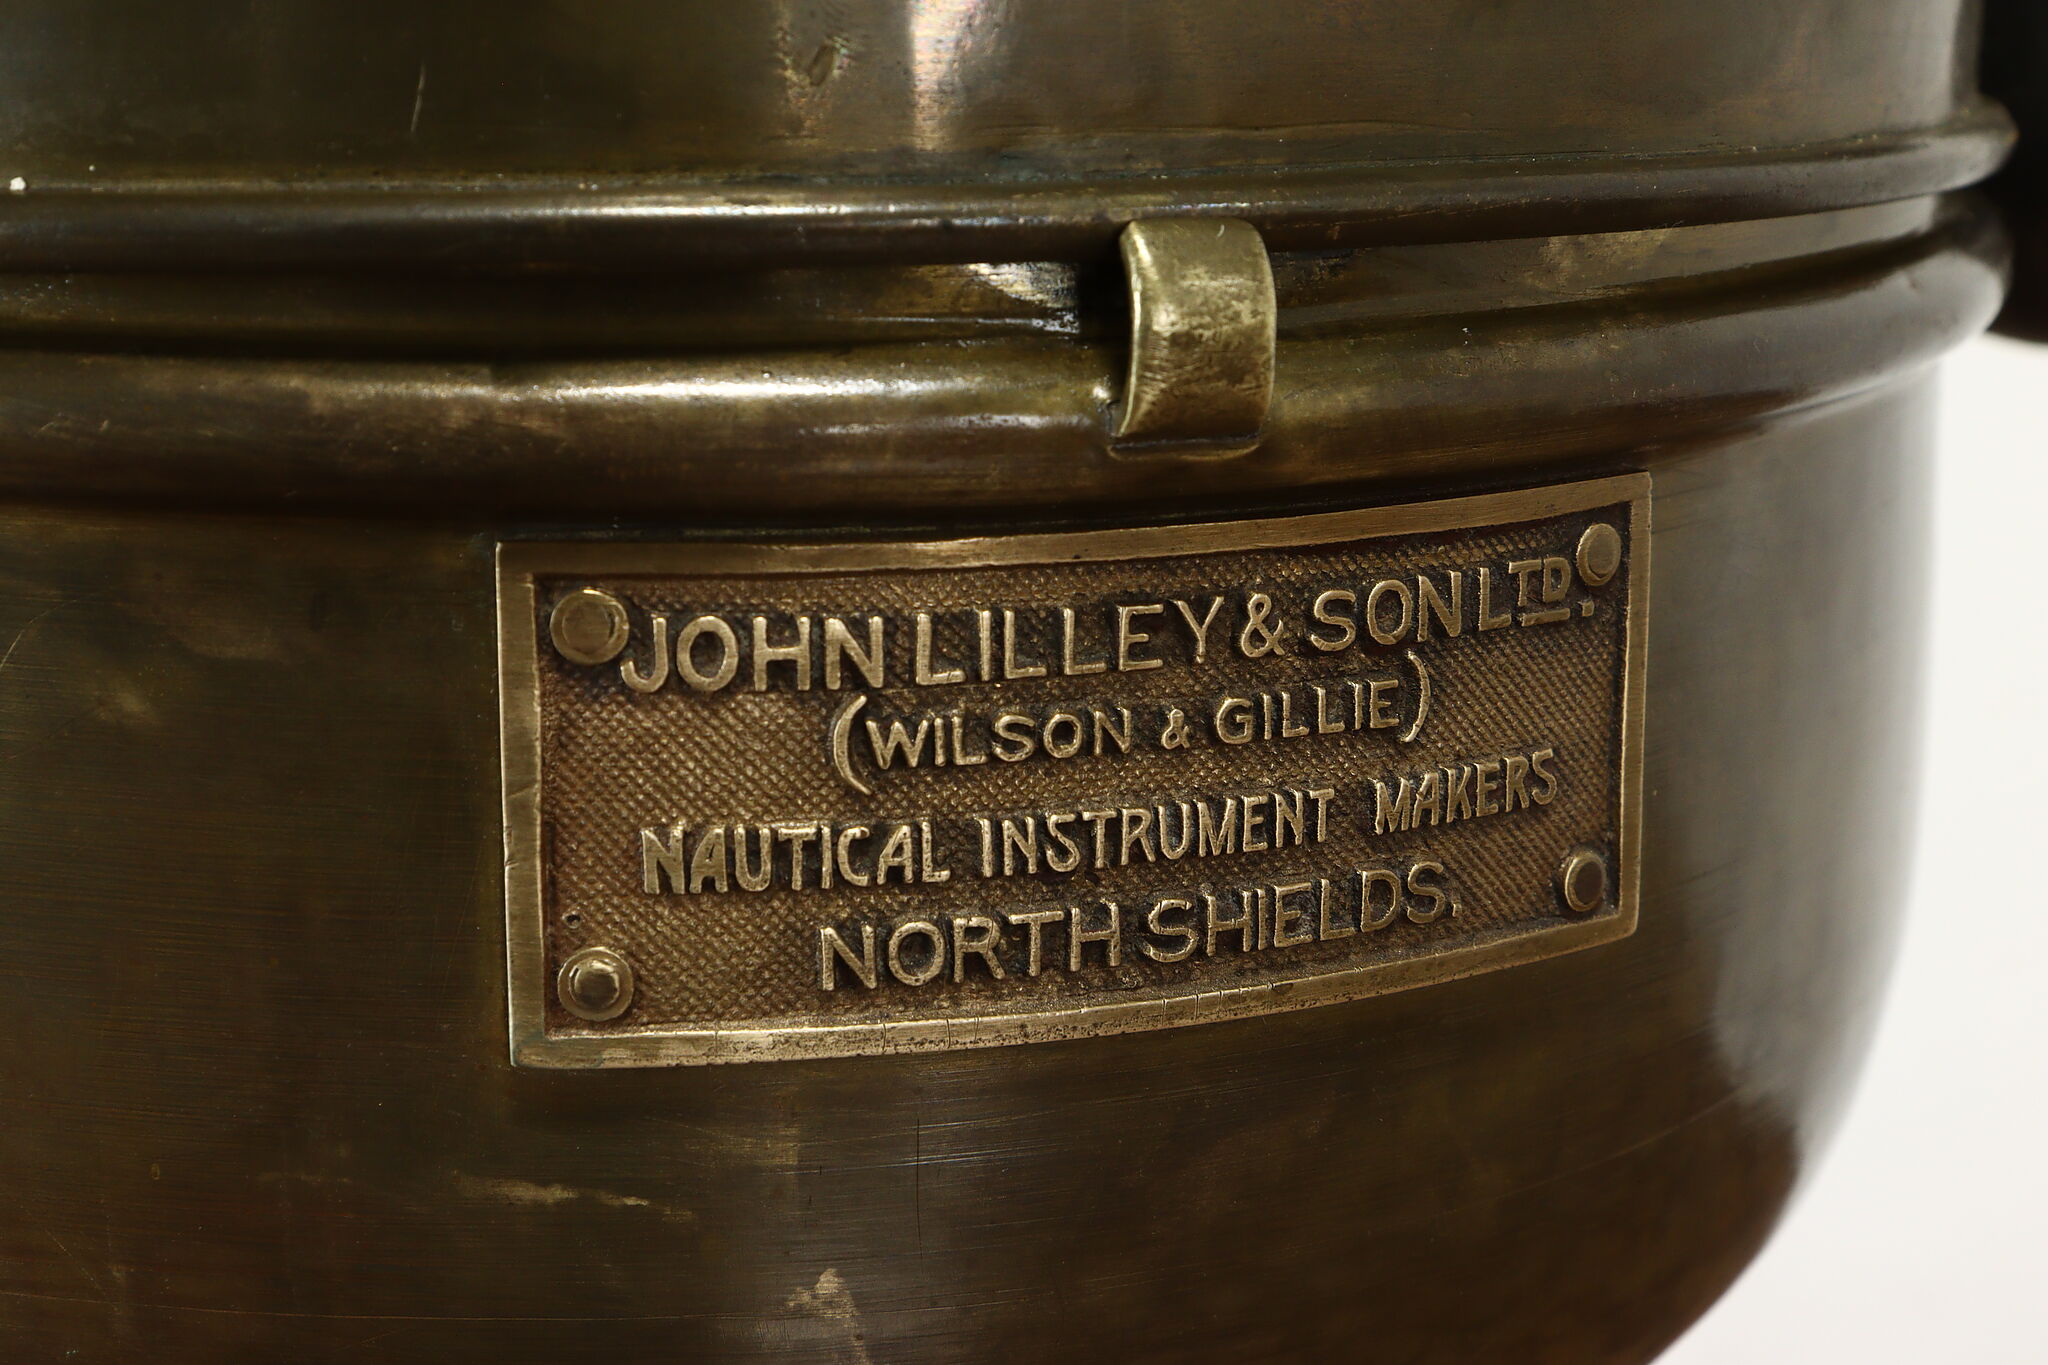 JOHN LILLEY & SON LTD.
(WILSON & GILLIE)
NAUTICAL INSTRUMENT MAKERS
NORTH SHIELDS.